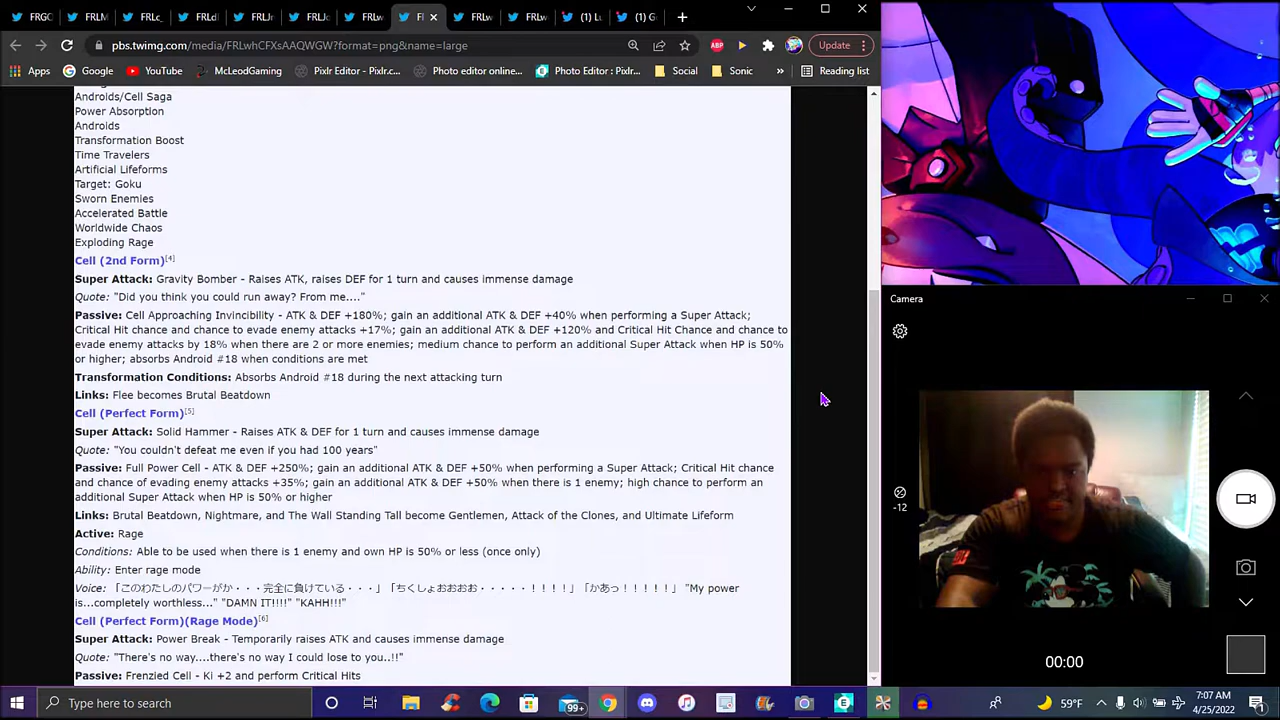 FRGC
FRLM
FRLc_
FRLdl
FRLJr
FRLJc
FRLw
Fl
FRLw
FRLw
(1) Lu
(1) G
pbs.twimg.com/media/FRLwhCFXsAAQWGW?format=png&name=large
ABP
Update
Apps
Google
YouTube
McLeodGaming
Pixlr Editor - Pixlr.c...
Photo editor online...
Photo Editor : Pixlr...
Social
Sonic
»
Reading list
Androids/Cell Saga
Power Absorption
Androids
Transformation Boost
Time Travelers
Artificial Lifeforms
Target: Goku
Sworn Enemies
Accelerated Battle
Worldwide Chaos
Exploding Rage
Cell (2nd Form)[4]
Super Attack: Gravity Bomber - Raises ATK, raises DEF for 1 turn and causes immense damage
Quote: "Did you think you could run away? From me...."
Passive: Cell Approaching Invincibility - ATK & DEF +180%; gain an additional ATK & DEF +40% when performing a Super Attack;
Critical Hit chance and chance to evade enemy attacks +17%; gain an additional ATK & DEF +120% and Critical Hit Chance and chance to
evade enemy attacks by 18% when there are 2 or more enemies; medium chance to perform an additional Super Attack when HP is 50%
or higher; absorbs Android #18 when conditions are met
Transformation Conditions: Absorbs Android #18 during the next attacking turn
Links: Flee becomes Brutal Beatdown
Cell (Perfect Form)[5]
Super Attack: Solid Hammer - Raises ATK & DEF for 1 turn and causes immense damage
Quote: "You couldn't defeat me even if you had 100 years"
Passive: Full Power Cell - ATK & DEF +250%; gain an additional ATK & DEF +50% when performing a Super Attack; Critical Hit chance
and chance of evading enemy attacks +35%; gain an additional ATK & DEF +50% when there is 1 enemy; high chance to perform an
additional Super Attack when HP is 50% or higher
Links: Brutal Beatdown, Nightmare, and The Wall Standing Tall become Gentlemen, Attack of the Clones, and Ultimate Lifeform
Active: Rage
Conditions: Able to be used when there is 1 enemy and own HP is 50% or less (once only)
Ability: Enter rage mode
Voice: 「このわたしのパワーがか・・・完全に負けている・・・」「ちくしょおおおお・・・・・！！！！」「かあっ！！！！！」 "My power
is...completely worthless..." "DAMN IT!!!!" "KAHH!!!"
Cell (Perfect Form)(Rage Mode)[6]
Super Attack: Power Break - Temporarily raises ATK and causes immense damage
Quote: "There's no way....there's no way I could lose to you..!!"
Passive: Frenzied Cell - Ki +2 and perform Critical Hits
Camera
-12
00:00
Type here to search
99+
59°F
7:07 AM
4/25/2022